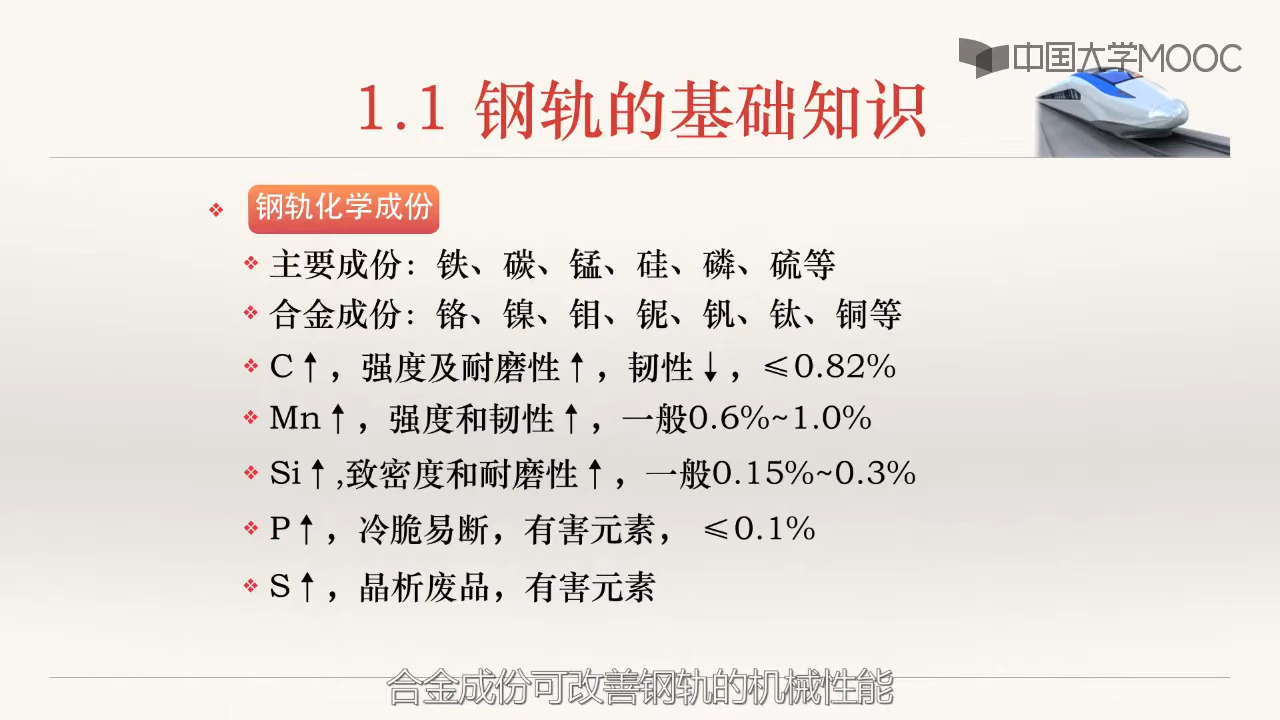 中国大学MOOC
1.1 钢轨的基础知识
钢轨化学成份
主要成份：铁、碳、锰、硅、磷、硫等
合金成份：铬、镍、钼、铌、钒、钛、铜等
C↑，强度及耐磨性↑，韧性↓，≤0.82%
Mn↑，强度和韧性↑，一般0.6%~1.0%
Si↑,致密度和耐磨性↑，一般0.15%~0.3%
P↑，冷脆易断，有害元素， ≤0.1%
S↑，晶析废品，有害元素
合金成份可改善钢轨的机械性能